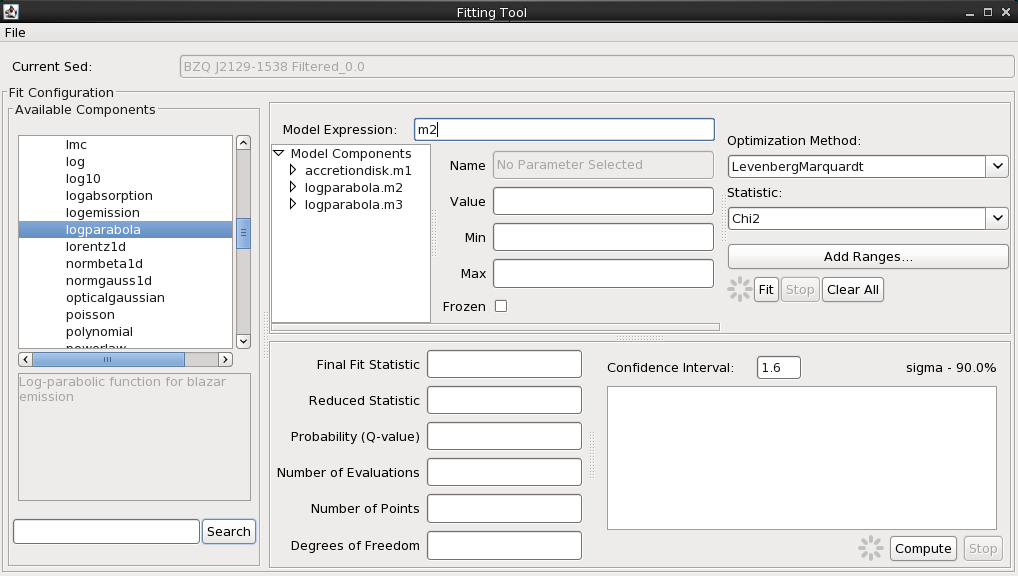 Fitting Tool
File
Current Sed:
BZQ J2129-1538 Filtered_0.0
Fit Configuration
Available Components
lmc
log
log10
logabsorption
logemission
logparabola
lorentz1d
normbeta1d
normgauss1d
opticalgaussian
poisson
polynomial
powerlaw
Log-parabolic function for blazar
emission
Search
Model Expression:
m2
Model Components
accretiondisk.m1
logparabola.m2
logparabola.m3
Name
No Parameter Selected
Value
Min
Max
Frozen
Optimization Method:
LevenbergMarquardt
Statistic:
Chi2
Add Ranges...
Fit
Stop
Clear All
Final Fit Statistic
Reduced Statistic
Probability (Q-value)
Number of Evaluations
Number of Points
Degrees of Freedom
Confidence Interval:
1.6
sigma - 90.0%
Compute
Stop